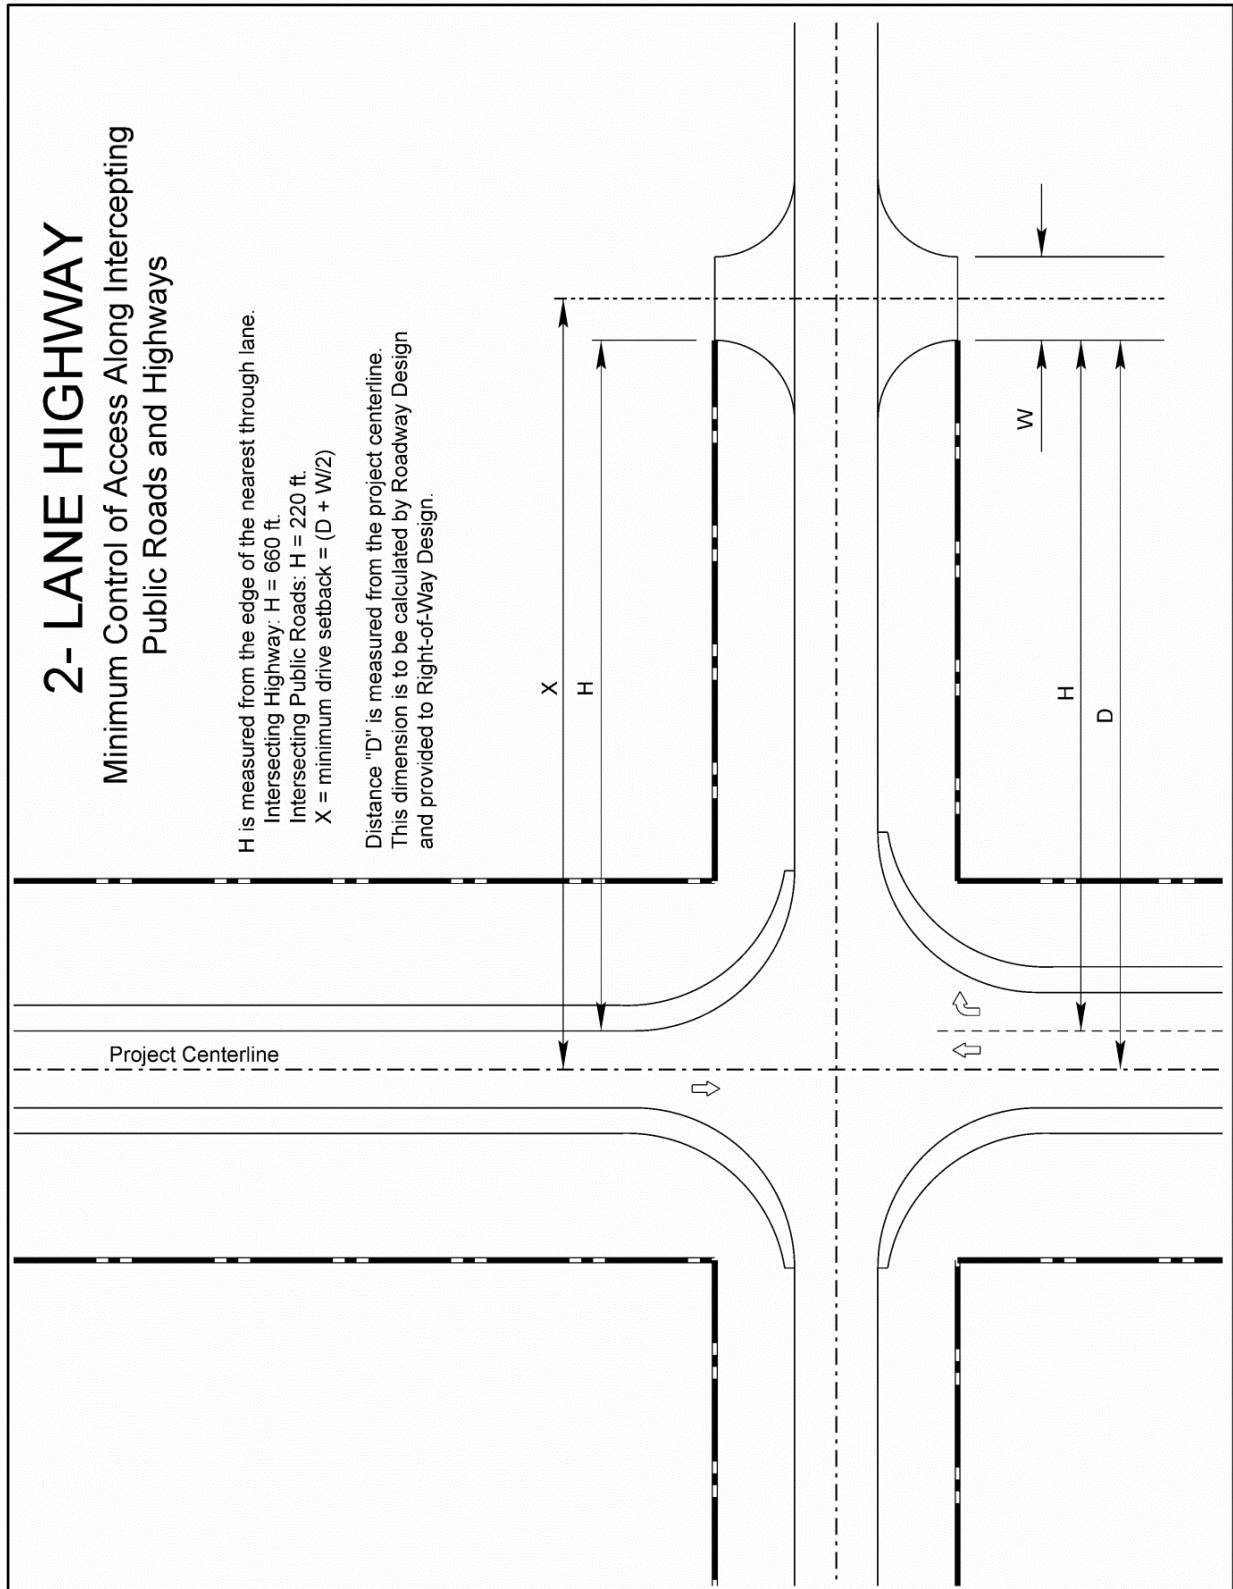 2- LANE HIGHWAY
Minimum Control of Access Along Intercepting
Public Roads and Highways
H is measured from the edge of the nearest through lane.
Intersecting Highway: H = 660 ft.
Intersecting Public Roads: H = 220 ft.
X = minimum drive setback = (D + W/2)
Distance "D" is measured from the project centerline.
This dimension is to be calculated by Roadway Design
and provided to Right-of-Way Design.
X
H
Project Centerline
W
H
D